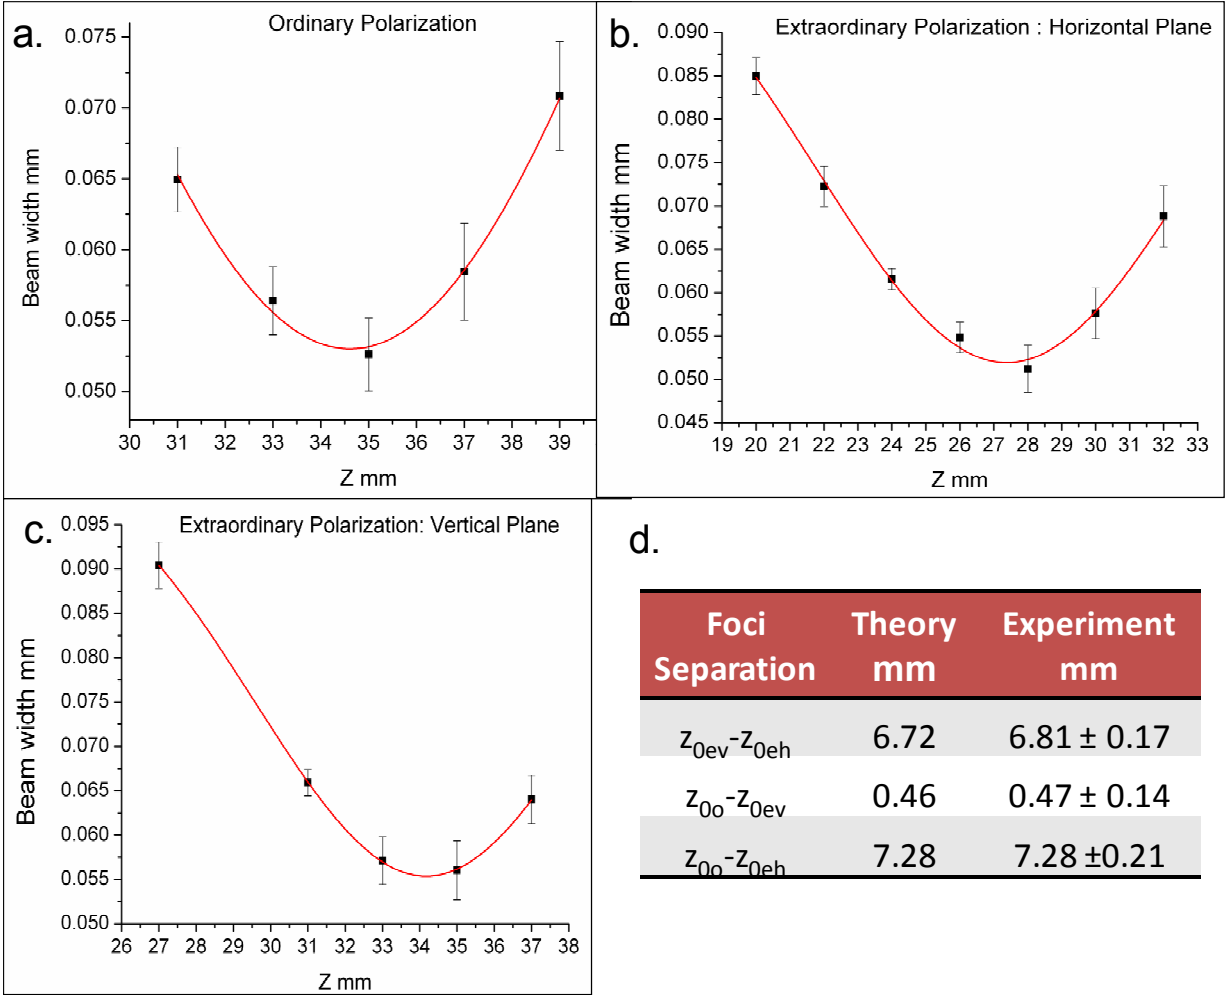 a.
Ordinary Polarization
0.075
0.070
0.065
0.060
0.055
0.050
Beam width mm
30 31 32 33 34 35 36 37 38 39
Z mm
b.
Extraordinary Polarization : Horizontal Plane
0.090
0.085
0.080
0.075
0.070
0.065
0.060
0.055
0.050
0.045
Beam width mm
19 20 21 22 23 24 25 26 27 28 29 30 31 32 33
Z mm
c.
Extraordinary Polarization: Vertical Plane
0.095
0.090
0.085
0.080
0.075
0.070
0.065
0.060
0.055
0.050
Beam width mm
26 27 28 29 30 31 32 33 34 35 36 37 38
Z mm
d.
Foci Theory Experiment
Separation mm mm
z0ev-z0eh 6.72 6.81 ± 0.17
z0o-z0ev 0.46 0.47 ± 0.14
z0o-z0eh 7.28 7.28 ±0.21